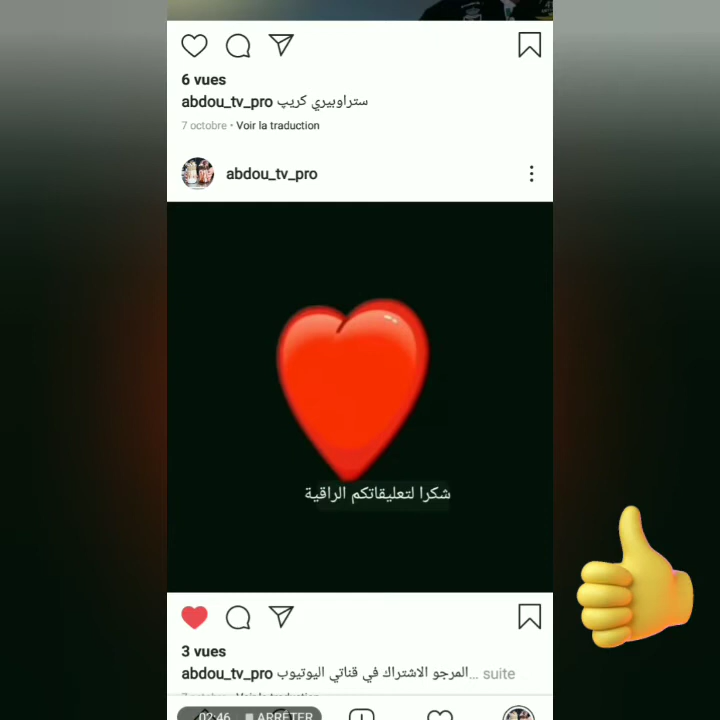 6 vues
abdou_tv_pro ستراوبيري كريب
7 octobre • Voir la traduction
abdou_tv_pro
شكرا لتعليقاتكم الراقية
3 vues
abdou_tv_pro المرجو الاشتراك في قناتي اليوتيوب... suite
02:46 ARRÊTER